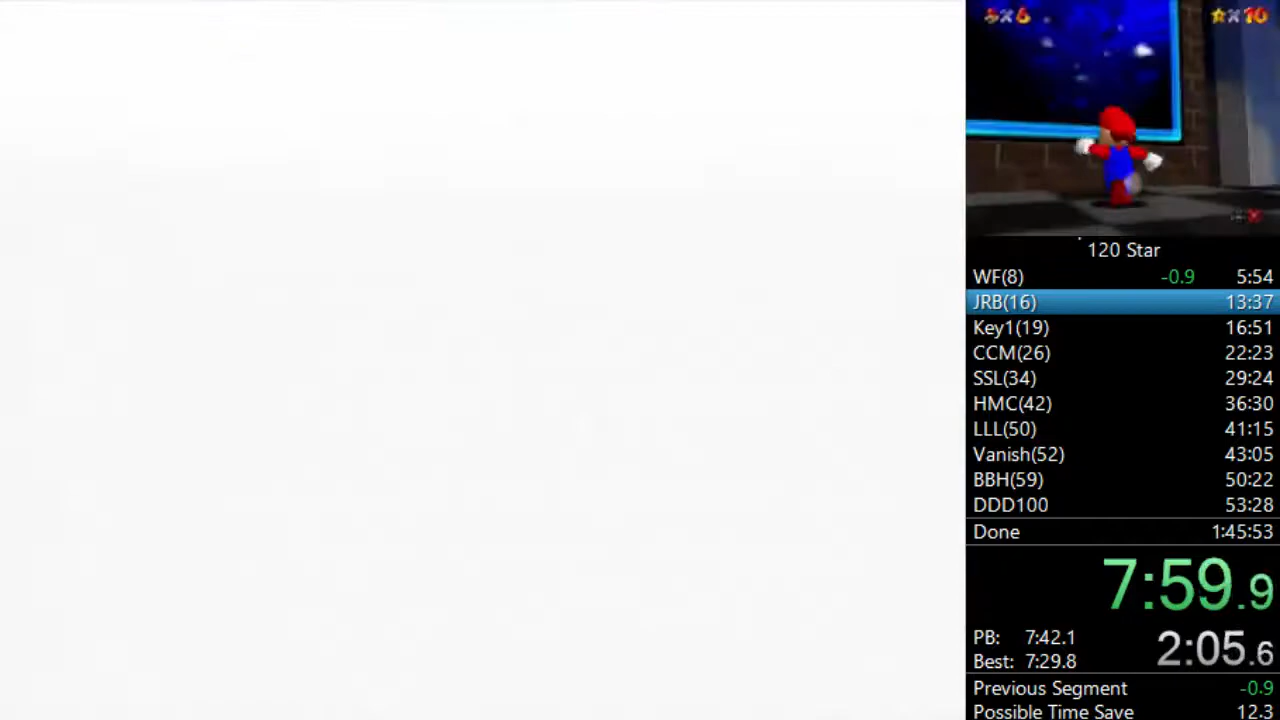 ×6 ×10
120 Star
WF(8) -0.9 5:54
JRB(16) 13:37
Key1(19) 16:51
CCM(26) 22:23
SSL(34) 29:24
HMC(42) 36:30
LLL(50) 41:15
Vanish(52) 43:05
BBH(59) 50:22
DDD100 53:28
Done 1:45:53
7:59.9
PB: 7:42.1
2:05.6
Best: 7:29.8
Previous Segment -0.9
Possible Time Save 12.3